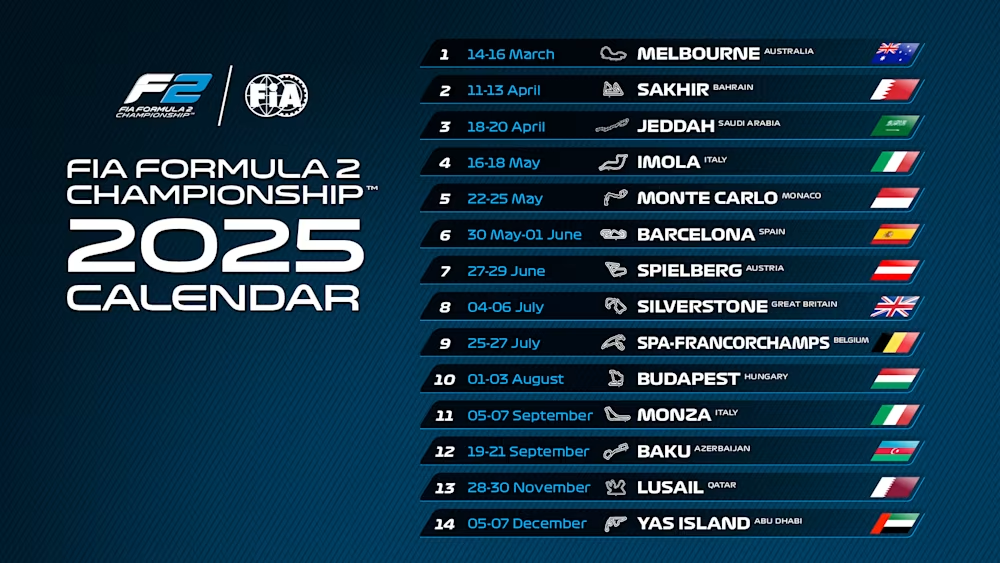 F2
FIA FORMULA 2
CHAMPIONSHIP™
FIA
FIA FORMULA 2
CHAMPIONSHIP™
2025
CALENDAR
1 14-16 March MELBOURNE AUSTRALIA
2 11-13 April SAKHIR BAHRAIN
3 18-20 April JEDDAH SAUDI ARABIA
4 16-18 May IMOLA ITALY
5 22-25 May MONTE CARLO MONACO
6 30 May-01 June BARCELONA SPAIN
7 27-29 June SPIELBERG AUSTRIA
8 04-06 July SILVERSTONE GREAT BRITAIN
9 25-27 July SPA-FRANCORCHAMPS BELGIUM
10 01-03 August BUDAPEST HUNGARY
11 05-07 September MONZA ITALY
12 19-21 September BAKU AZERBAIJAN
13 28-30 November LUSAIL QATAR
14 05-07 December YAS ISLAND ABU DHABI